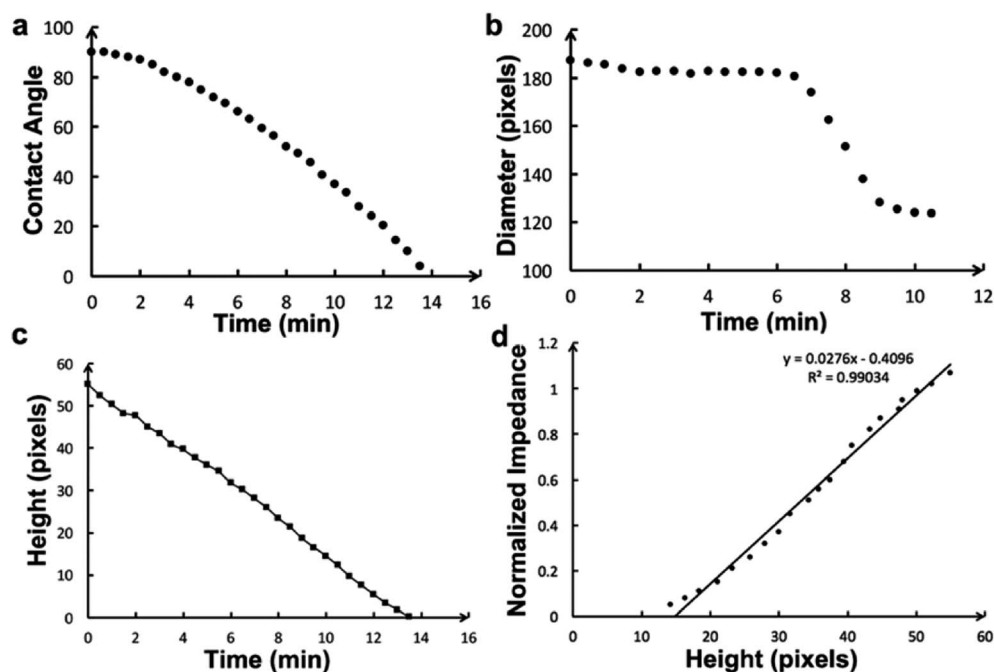 a
Contact Angle
100
80
60
40
20
0
0 2 4 6 8 10 12 14 16
Time (min)
b
Diameter (pixels)
200
180
160
140
120
100
0 2 4 6 8 10 12
Time (min)
c
Height (pixels)
60
50
40
30
20
10
0
0 2 4 6 8 10 12 14 16
Time (min)
d
Normalized Impedance
1.2
1
0.8
0.6
0.4
0.2
0
y = 0.0276x - 0.4096
R² = 0.99034
0 10 20 30 40 50 60
Height (pixels)